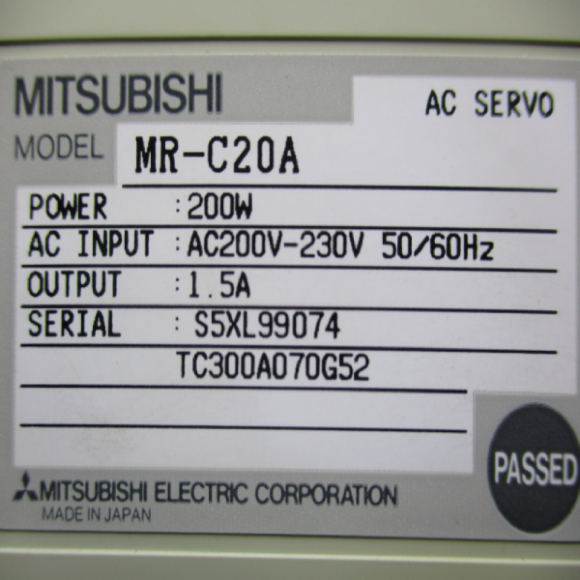 MITSUBISHI
AC SERVO
MODEL MR-C20A
POWER : 200W
AC INPUT : AC200V-230V 50/60Hz
OUTPUT : 1.5A
SERIAL : S5XL99074
TC300A070G52
PASSED
MITSUBISHI ELECTRIC CORPORATION
MADE IN JAPAN